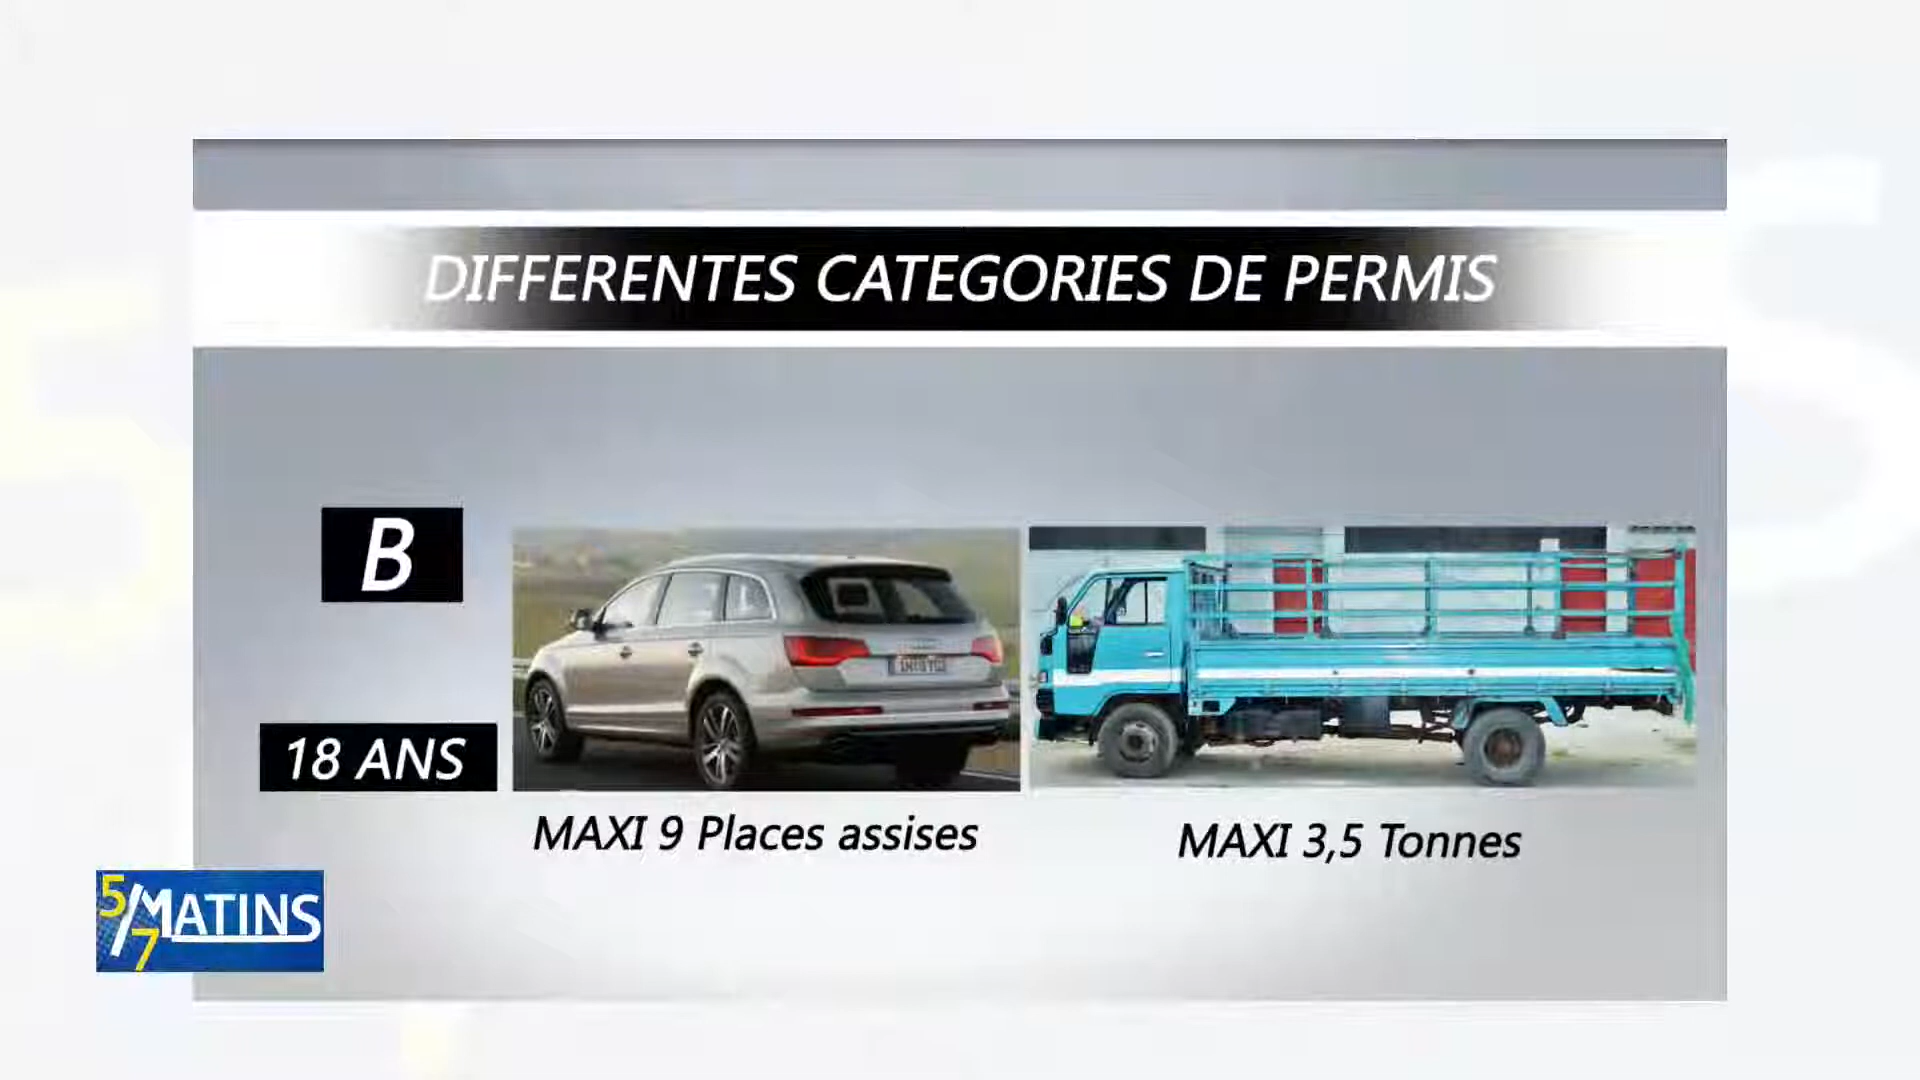 DIFFERENTES CATEGORIES DE PERMIS
B
18 ANS
MAXI 9 Places assises
MAXI 3,5 Tonnes
5/7 MATINS